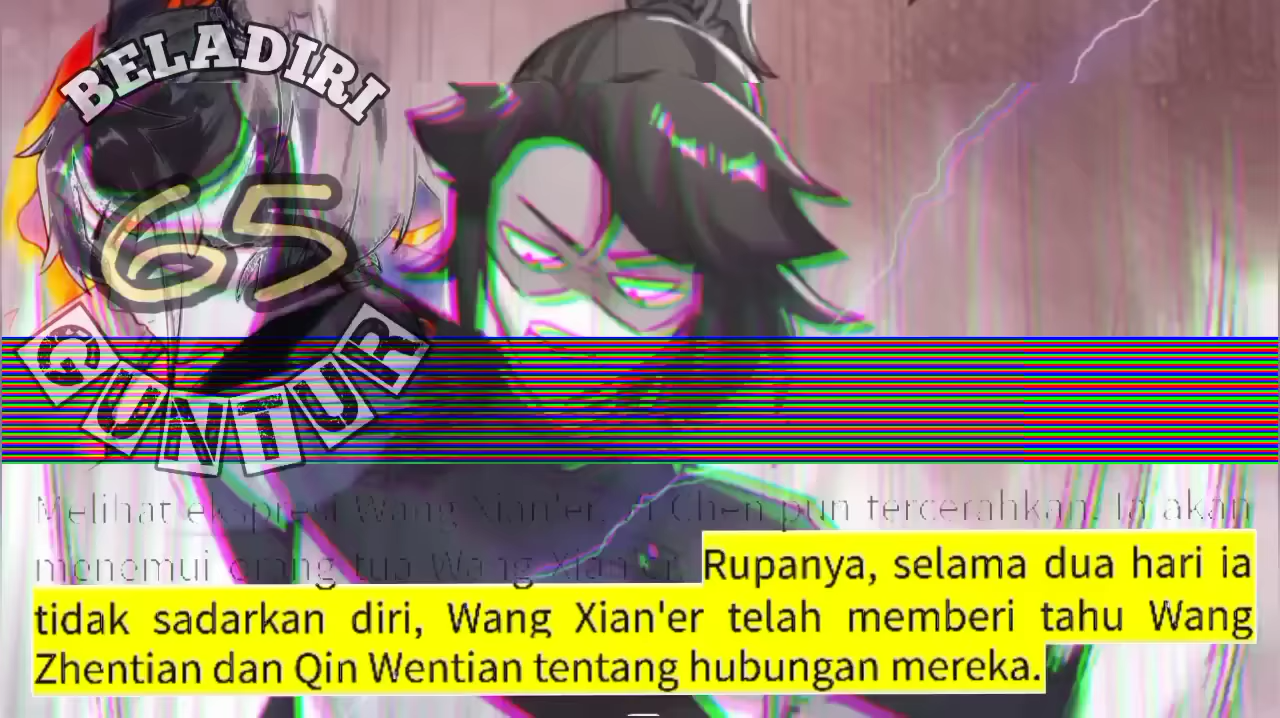 BELADIRI
65
GUNTUR
Melihat ekspresi Wang Xian'er, Yi Chen pun tercerahkan. Ia akan
menemui orang tua Wang Xian'er. Rupanya, selama dua hari ia
tidak sadarkan diri, Wang Xian'er telah memberi tahu Wang
Zhentian dan Qin Wentian tentang hubungan mereka.